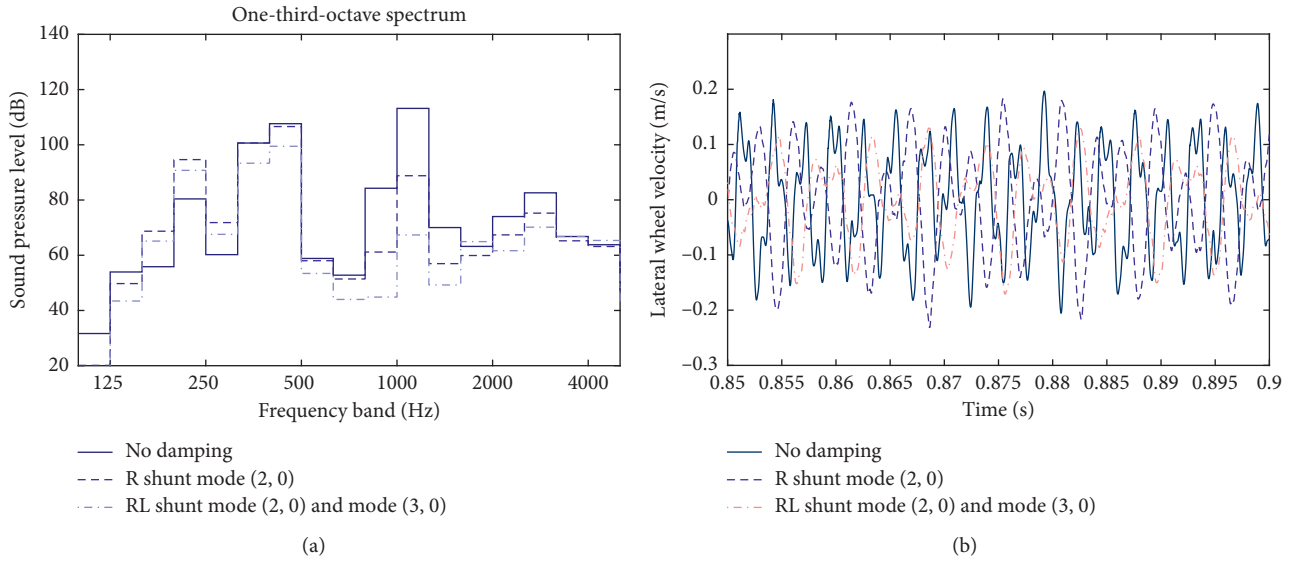 One-third-octave spectrum
Sound pressure level (dB)
140
120
100
80
60
40
20
125 250 500 1000 2000 4000
Frequency band (Hz)
No damping
R shunt mode (2, 0)
RL shunt mode (2, 0) and mode (3, 0)
(a)
Lateral wheel velocity (m/s)
0.2
0.1
0
−0.1
−0.2
−0.3
0.85 0.855 0.86 0.865 0.87 0.875 0.88 0.885 0.89 0.895 0.9
Time (s)
No damping
R shunt mode (2, 0)
RL shunt mode (2, 0) and mode (3, 0)
(b)